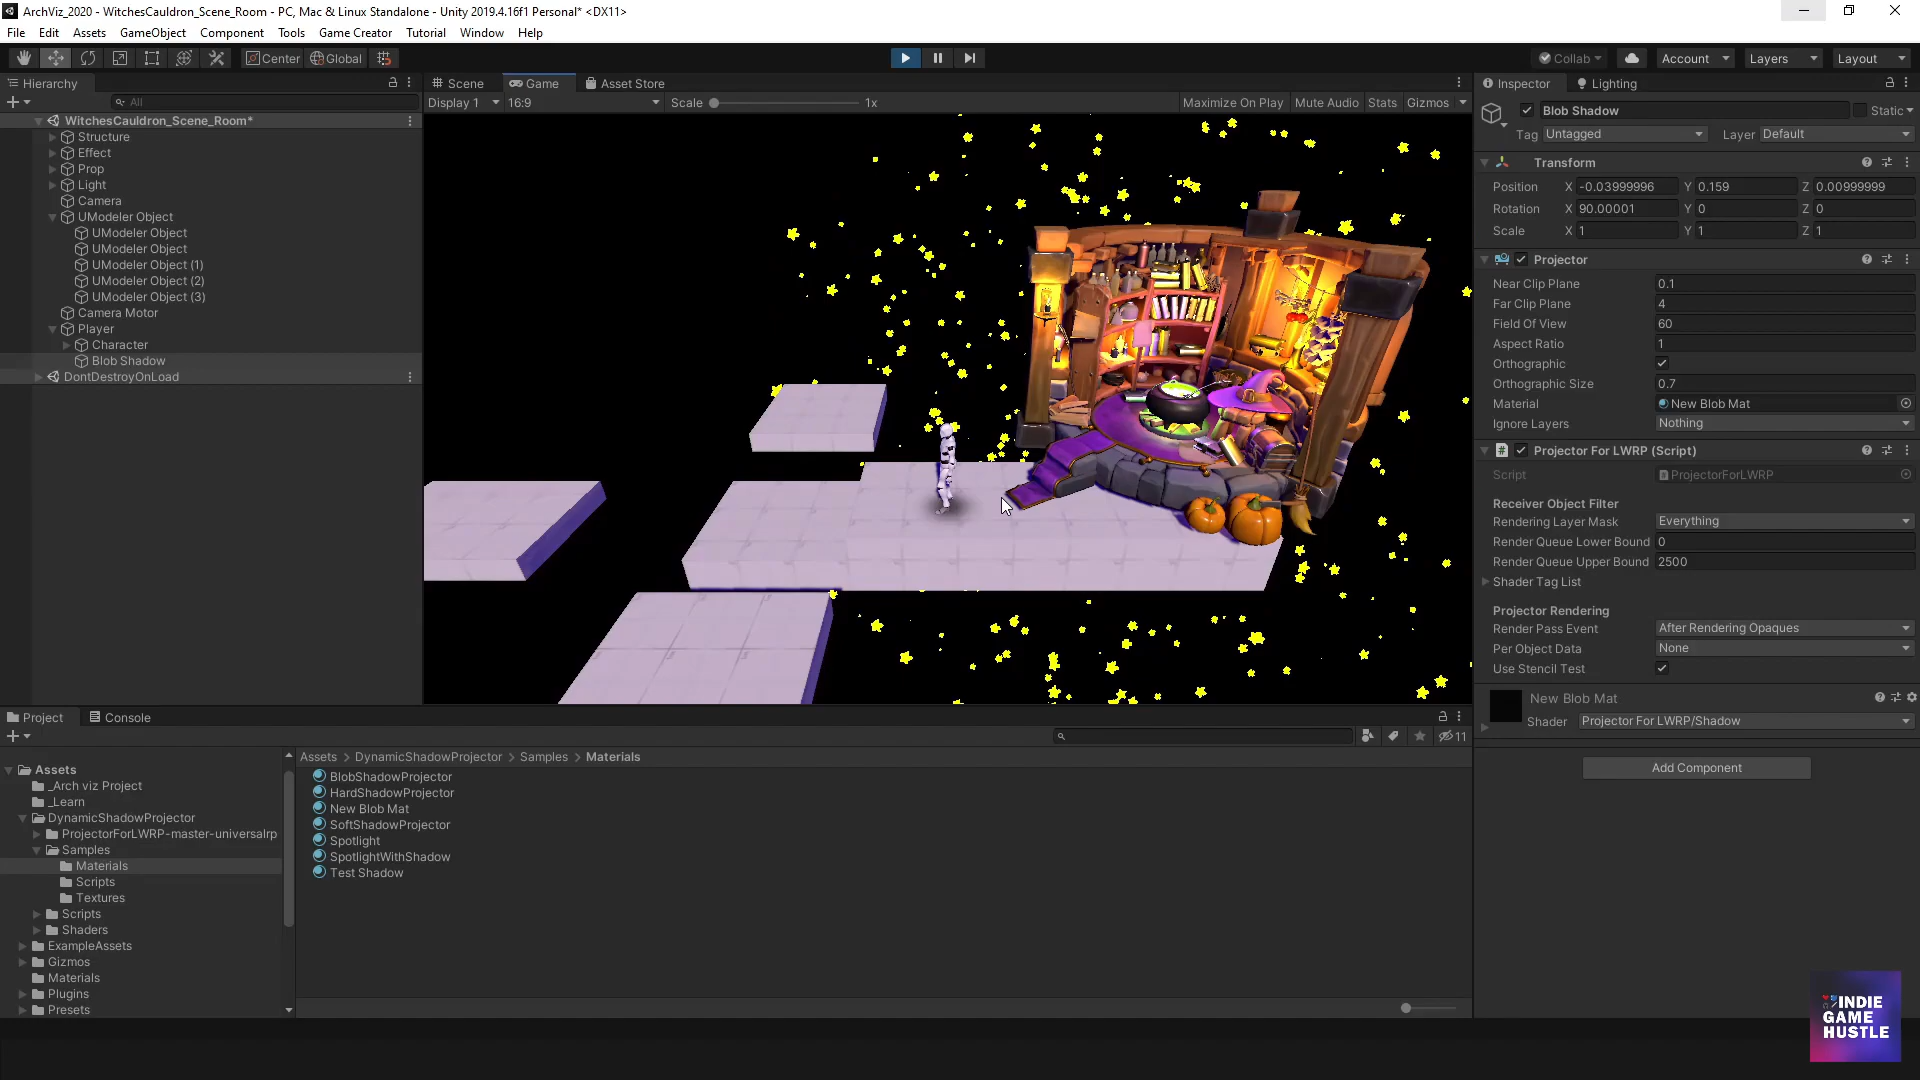 ArchViz_2020 - WitchesCauldron_Scene_Room - PC, Mac & Linux Standalone - Unity 2019.4.16f1 Personal* <DX11>
File Edit Assets GameObject Component Tools Game Creator Tutorial Window Help
Center Global Collab Account Layers Layout
Hierarchy
All
WitchesCauldron_Scene_Room*
Structure
Effect
Prop
Light
Camera
UModeler Object
UModeler Object
UModeler Object
UModeler Object (1)
UModeler Object (2)
UModeler Object (3)
Camera Motor
Player
Character
Blob Shadow
DontDestroyOnLoad
Scene Game Asset Store
Display 1 16:9 Scale 1x Maximize On Play Mute Audio Stats Gizmos
Inspector Lighting
Blob Shadow Static
Tag Untagged Layer Default
Transform
Position X -0.03999996 Y 0.159 Z 0.00999999
Rotation X 90.00001 Y 0 Z 0
Scale X 1 Y 1 Z 1
Projector
Near Clip Plane 0.1
Far Clip Plane 4
Field Of View 60
Aspect Ratio 1
Orthographic
Orthographic Size 0.7
Material New Blob Mat
Ignore Layers Nothing
Projector For LWRP (Script)
Script ProjectorForLWRP
Receiver Object Filter
Rendering Layer Mask Everything
Render Queue Lower Bound 0
Render Queue Upper Bound 2500
Shader Tag List
Projector Rendering
Render Pass Event After Rendering Opaques
Per Object Data None
Use Stencil Test
New Blob Mat
Shader Projector For LWRP/Shadow
Add Component
Project Console
11
Assets
_Arch viz Project
_Learn
DynamicShadowProjector
ProjectorForLWRP-master-universalrp
Samples
Materials
Scripts
Textures
Scripts
Shaders
ExampleAssets
Gizmos
Materials
Plugins
Presets
Assets > DynamicShadowProjector > Samples > Materials
BlobShadowProjector
HardShadowProjector
New Blob Mat
SoftShadowProjector
Spotlight
SpotlightWithShadow
Test Shadow
INDIE
GAME
HUSTLE